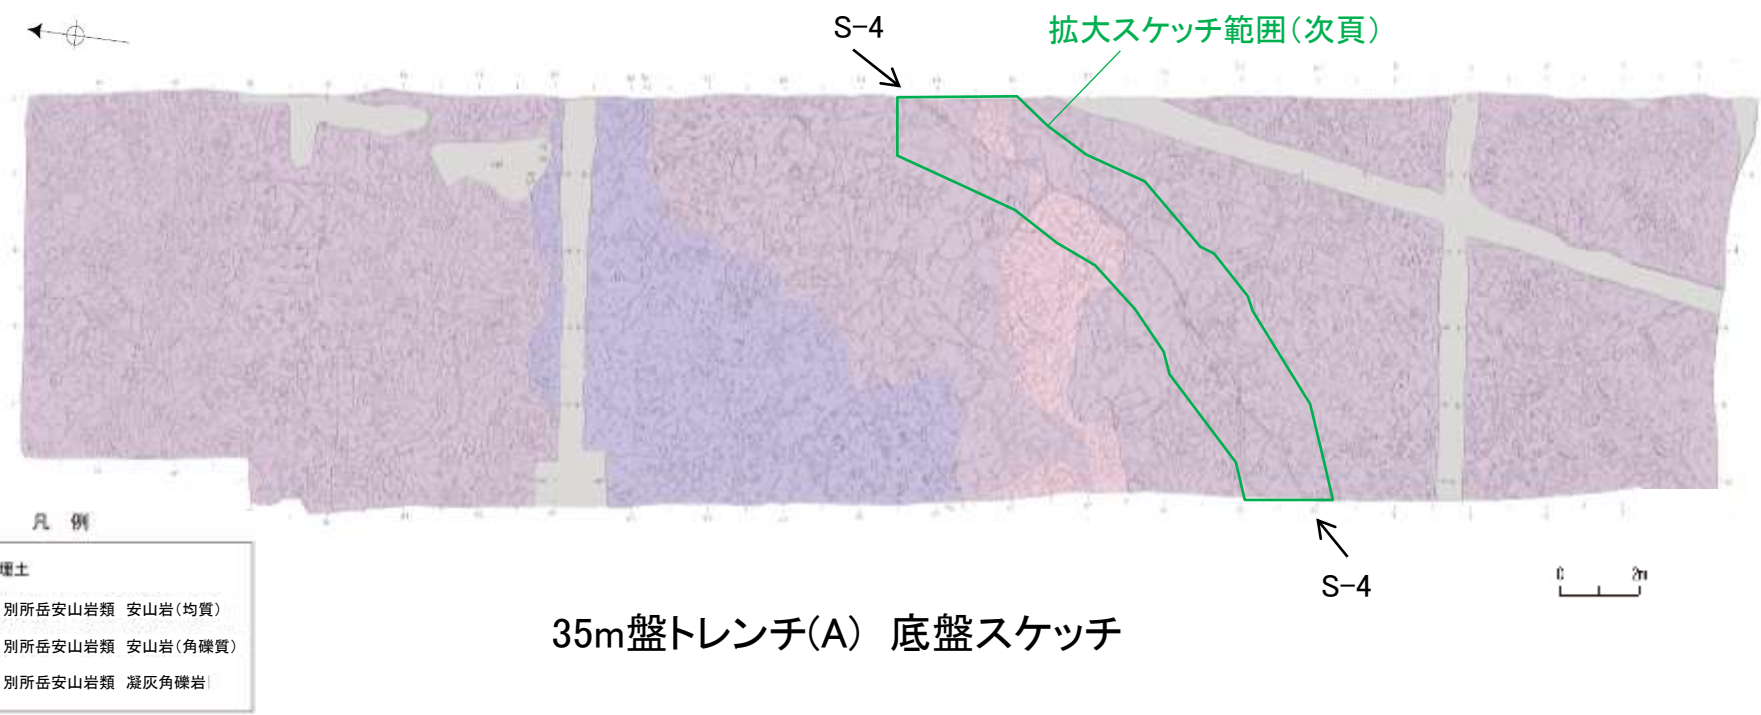 S-4
拡大スケッチ範囲(次頁)
凡 例
埋土
別所岳安山岩類 安山岩(均質)
別所岳安山岩類 安山岩(角礫質)
別所岳安山岩類 凝灰角礫岩
35m盤トレンチ(A) 底盤スケッチ
S-4
0 2m